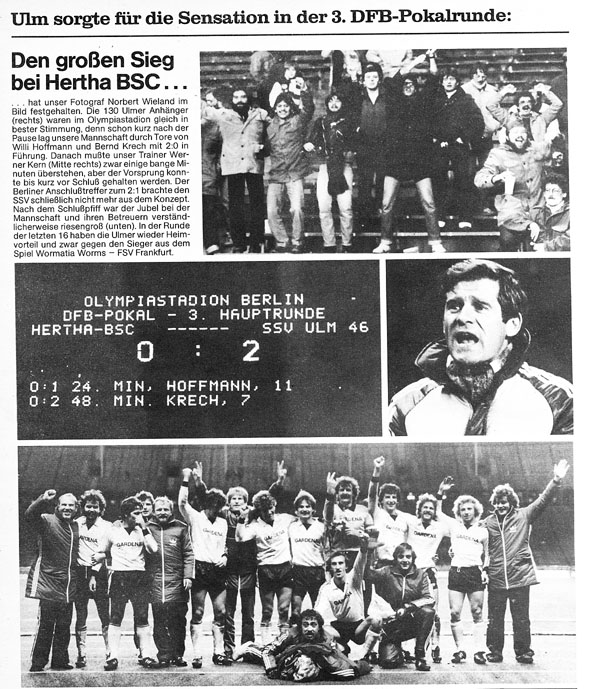 Ulm sorgte für die Sensation in der 3. DFB-Pokalrunde:
Den großen Sieg
bei Hertha BSC . . .
. . . hat unser Fotograf Norbert Wieland im
Bild festgehalten. Die 130 Ulmer Anhänger
(rechts) waren im Olympiastadion gleich in
bester Stimmung, denn schon kurz nach der
Pause lag unsere Mannschaft durch Tore von
Willi Hoffmann und Bernd Krech mit 2:0 in
Führung. Danach mußte unser Trainer Wer-
ner Kern (Mitte rechts) zwar einige bange Mi-
nuten überstehen, aber der Vorsprung konn-
te bis kurz vor Schluß gehalten werden. Der
Berliner Anschlußtreffer zum 2:1 brachte den
SSV schließlich nicht mehr aus dem Konzept.
Nach dem Schlußpfiff war der Jubel bei der
Mannschaft und ihren Betreuern verständ-
licherweise riesengroß (unten). In der Runde
der letzten 16 haben die Ulmer wieder Heim-
vorteil und zwar gegen den Sieger aus dem
Spiel Wormatia Worms – FSV Frankfurt.
OLYMPIASTADION BERLIN
DFB-POKAL - 3. HAUPTRUNDE
HERTHA-BSC ------ SSV ULM 46
0 : 2
0:1 24. MIN, HOFFMANN, 11
0:2 48. MIN. KRECH, 7
GARDENA
GARDENA
GARDENA
GARDENA
GARDENA
GARDENA